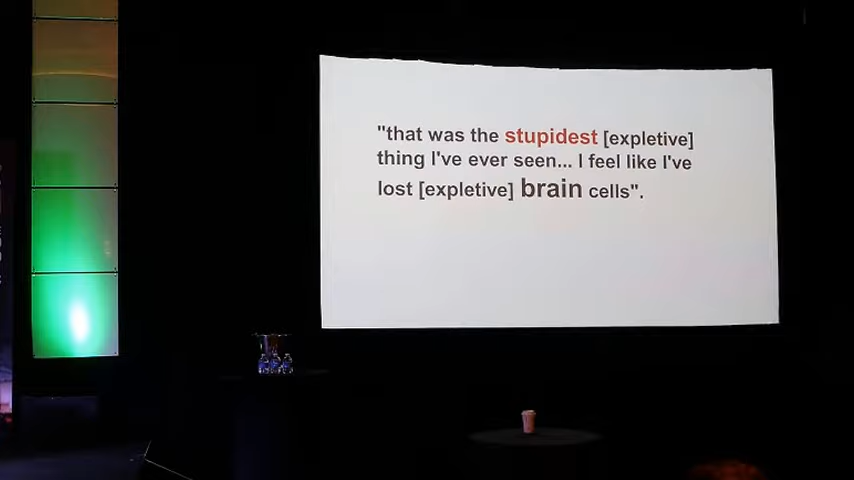 "that was the stupidest [expletive]
thing I've ever seen... I feel like I've
lost [expletive] brain cells".